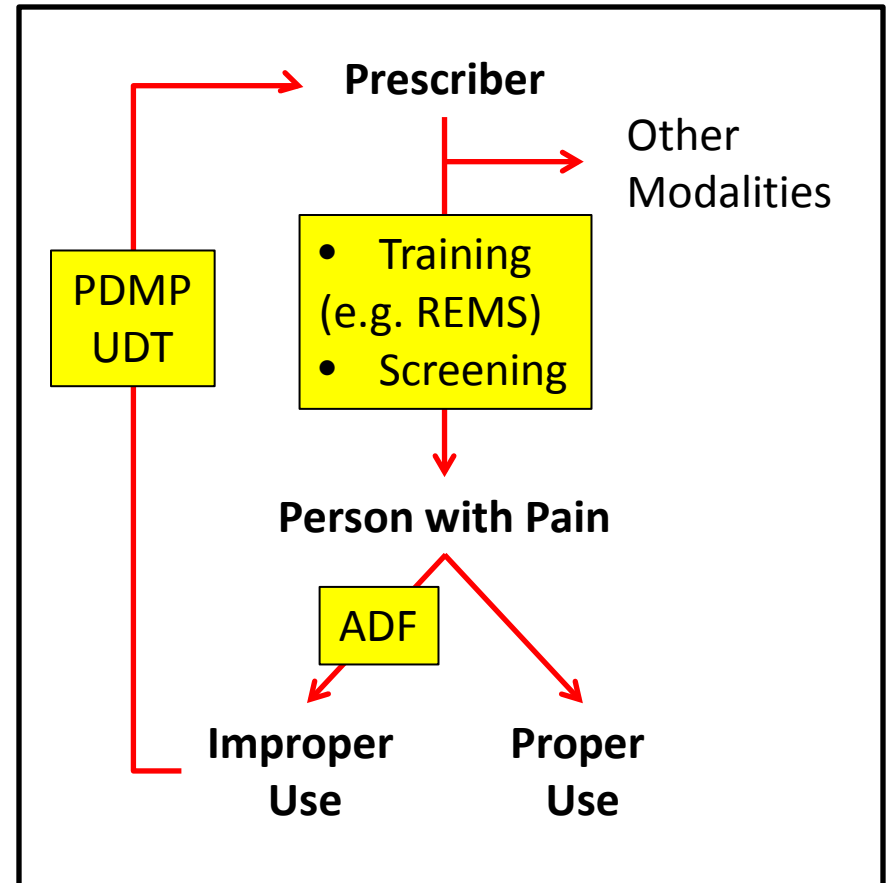 Prescriber
Other
Modalities
PDMP
UDT
• Training
(e.g. REMS)
• Screening
Person with Pain
ADF
Improper
Use
Proper
Use